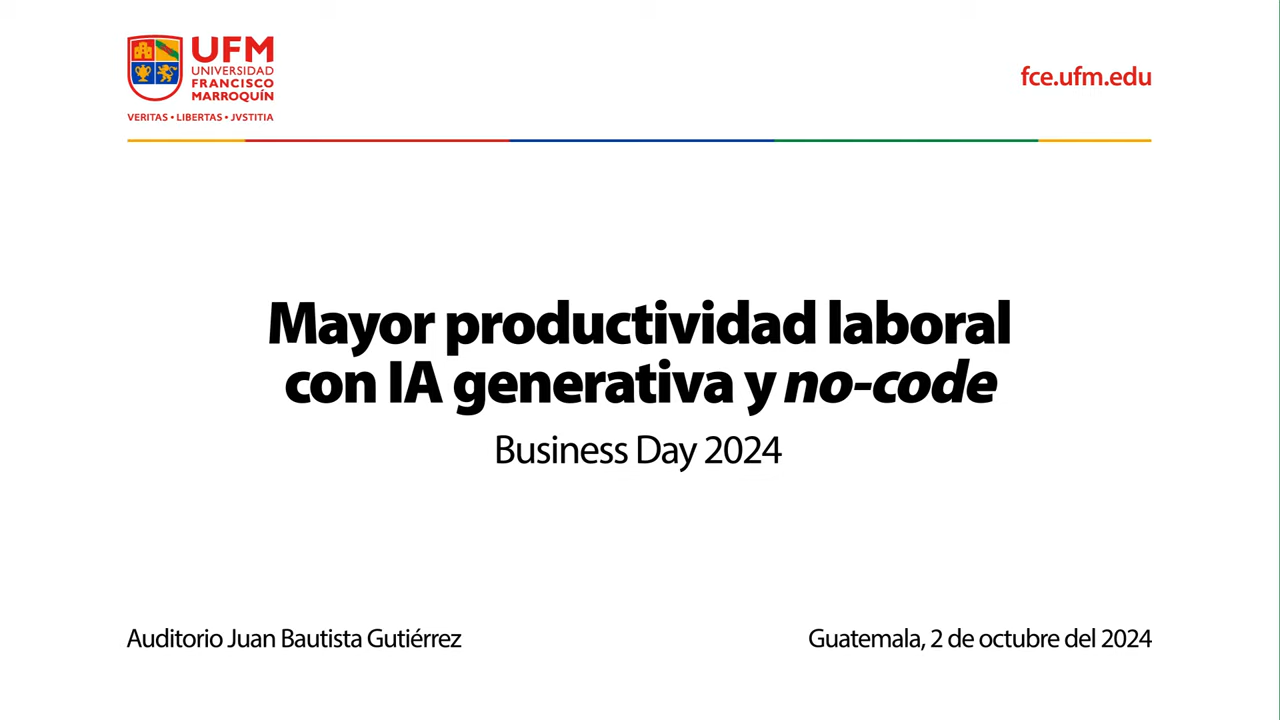 UFM
UNIVERSIDAD
FRANCISCO
MARROQUÍN
VERITAS • LIBERTAS • JVSTITIA
fce.ufm.edu
Mayor productividad laboral
con IA generativa y no-code
Business Day 2024
Auditorio Juan Bautista Gutiérrez
Guatemala, 2 de octubre del 2024